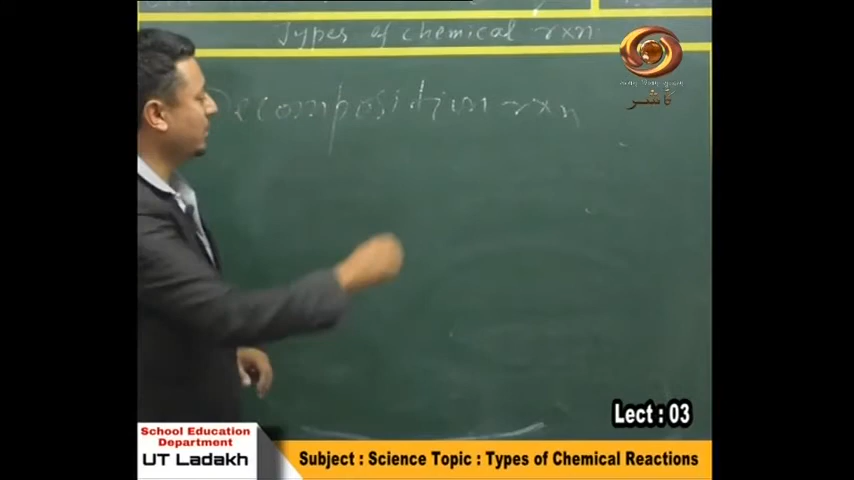 Types of chemical rxn
Decomposition rxn
کأشر
Lect : 03
School Education
Department
UT Ladakh
Subject : Science Topic : Types of Chemical Reactions